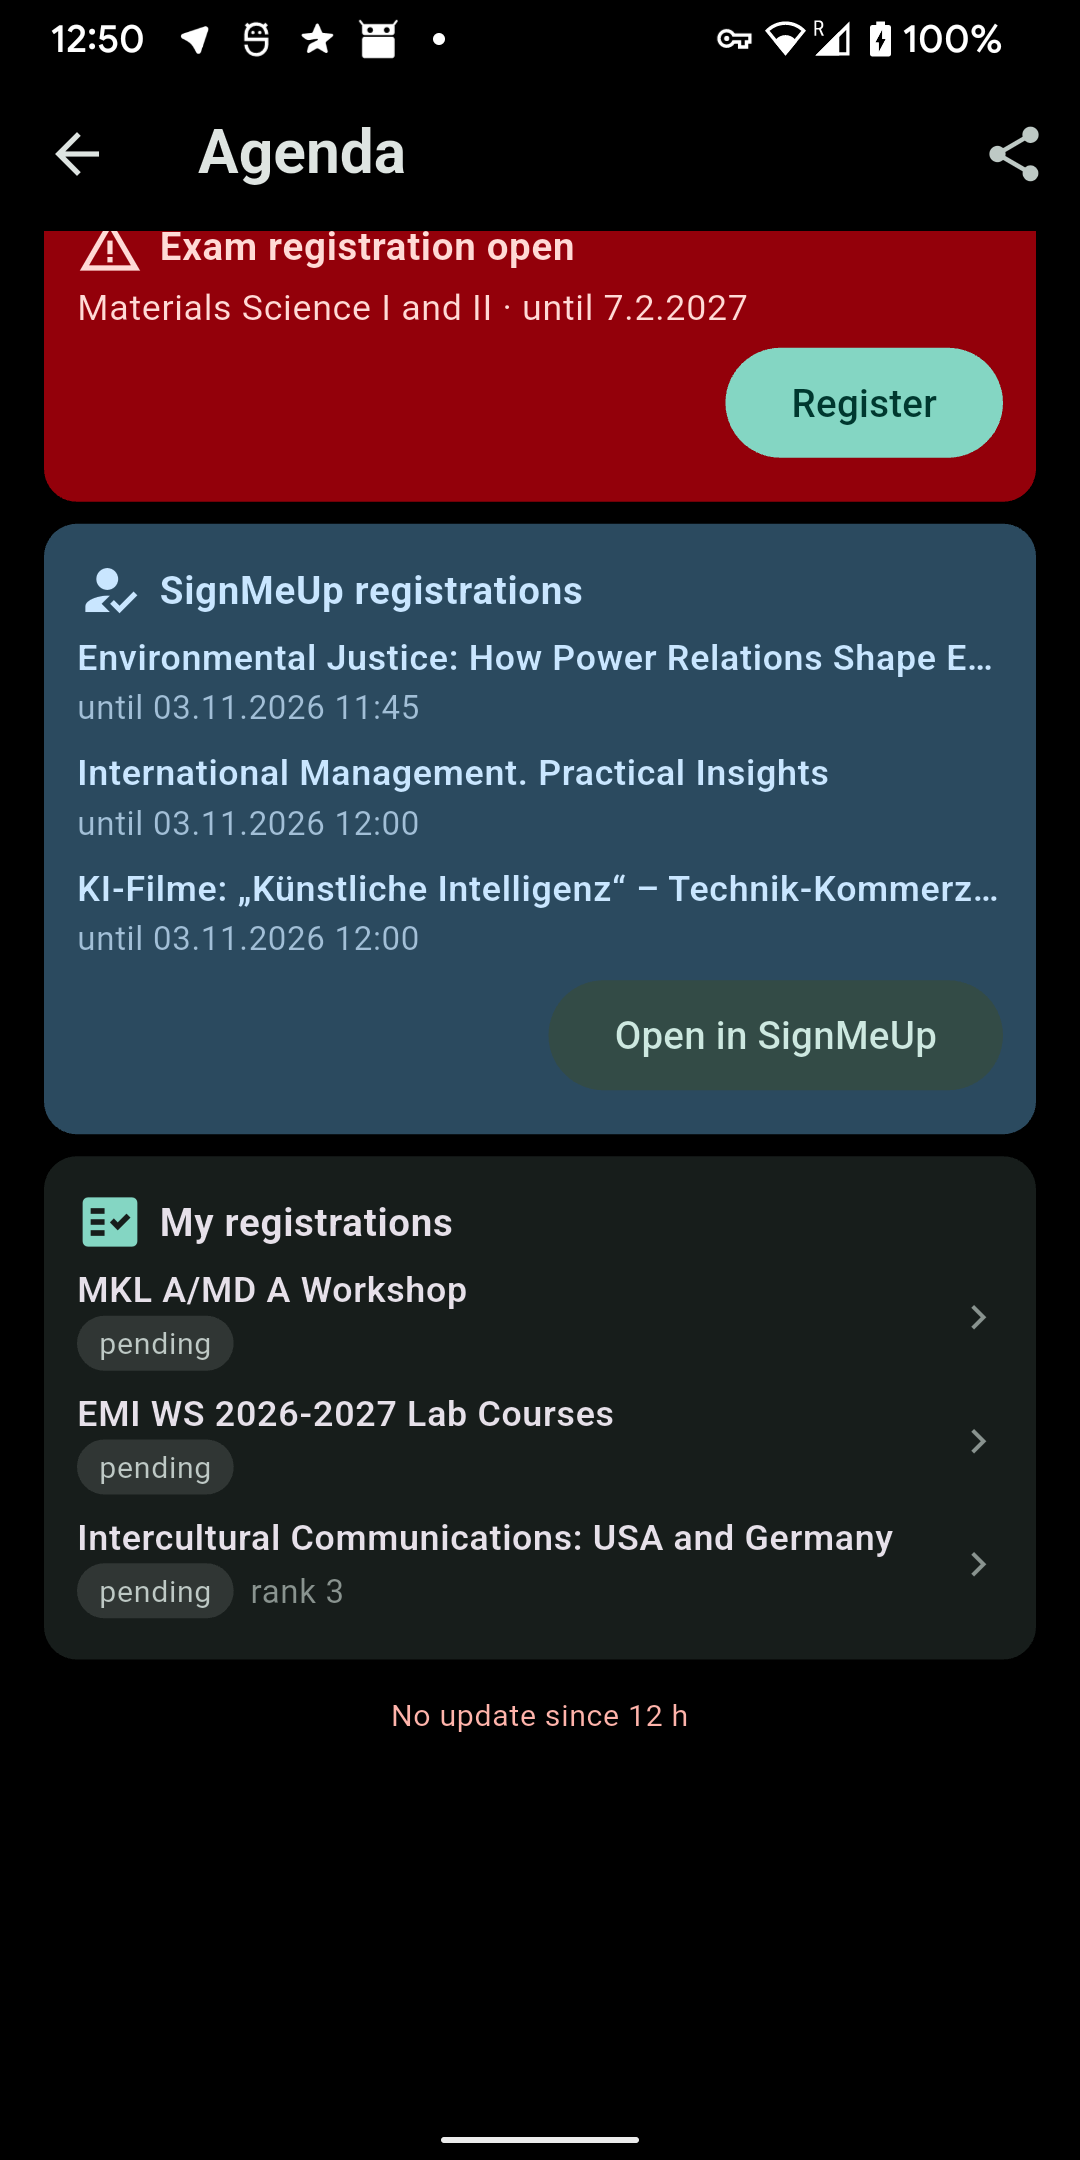 12:50
R
100%
Agenda
Exam registration open
Materials Science I and II · until 7.2.2027
Register
SignMeUp registrations
Environmental Justice: How Power Relations Shape E...
until 03.11.2026 11:45
International Management. Practical Insights
until 03.11.2026 12:00
KI-Filme: „Künstliche Intelligenz“ – Technik-Kommerz...
until 03.11.2026 12:00
Open in SignMeUp
My registrations
MKL A/MD A Workshop
pending
EMI WS 2026-2027 Lab Courses
pending
Intercultural Communications: USA and Germany
pending rank 3
No update since 12 h